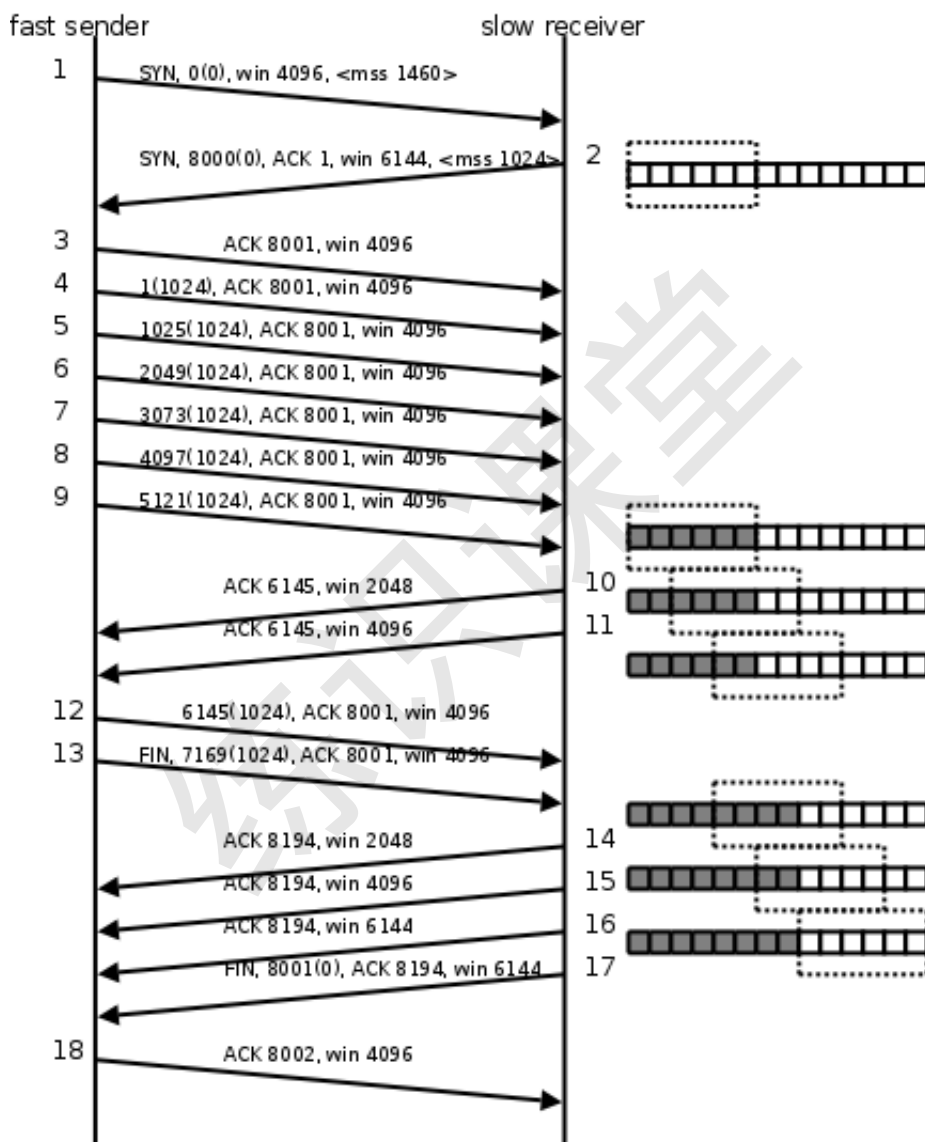 fast sender
slow receiver
1
SYN, 0(0), win 4096, <mss 1460>
SYN, 8000(0), ACK 1, win 6144, <mss 1024>
2
3
ACK 8001, win 4096
4
1(1024), ACK 8001, win 4096
5
1025(1024), ACK 8001, win 4096
6
2049(1024), ACK 8001, win 4096
7
3073(1024), ACK 8001, win 4096
8
4097(1024), ACK 8001, win 4096
9
5121(1024), ACK 8001, win 4096
ACK 6145, win 2048
10
ACK 6145, win 4096
11
12
6145(1024), ACK 8001, win 4096
13
FIN, 7169(1024), ACK 8001, win 4096
ACK 8194, win 2048
14
ACK 8194, win 4096
15
ACK 8194, win 6144
16
FIN, 8001(0), ACK 8194, win 6144
17
18
ACK 8002, win 4096
练识课堂